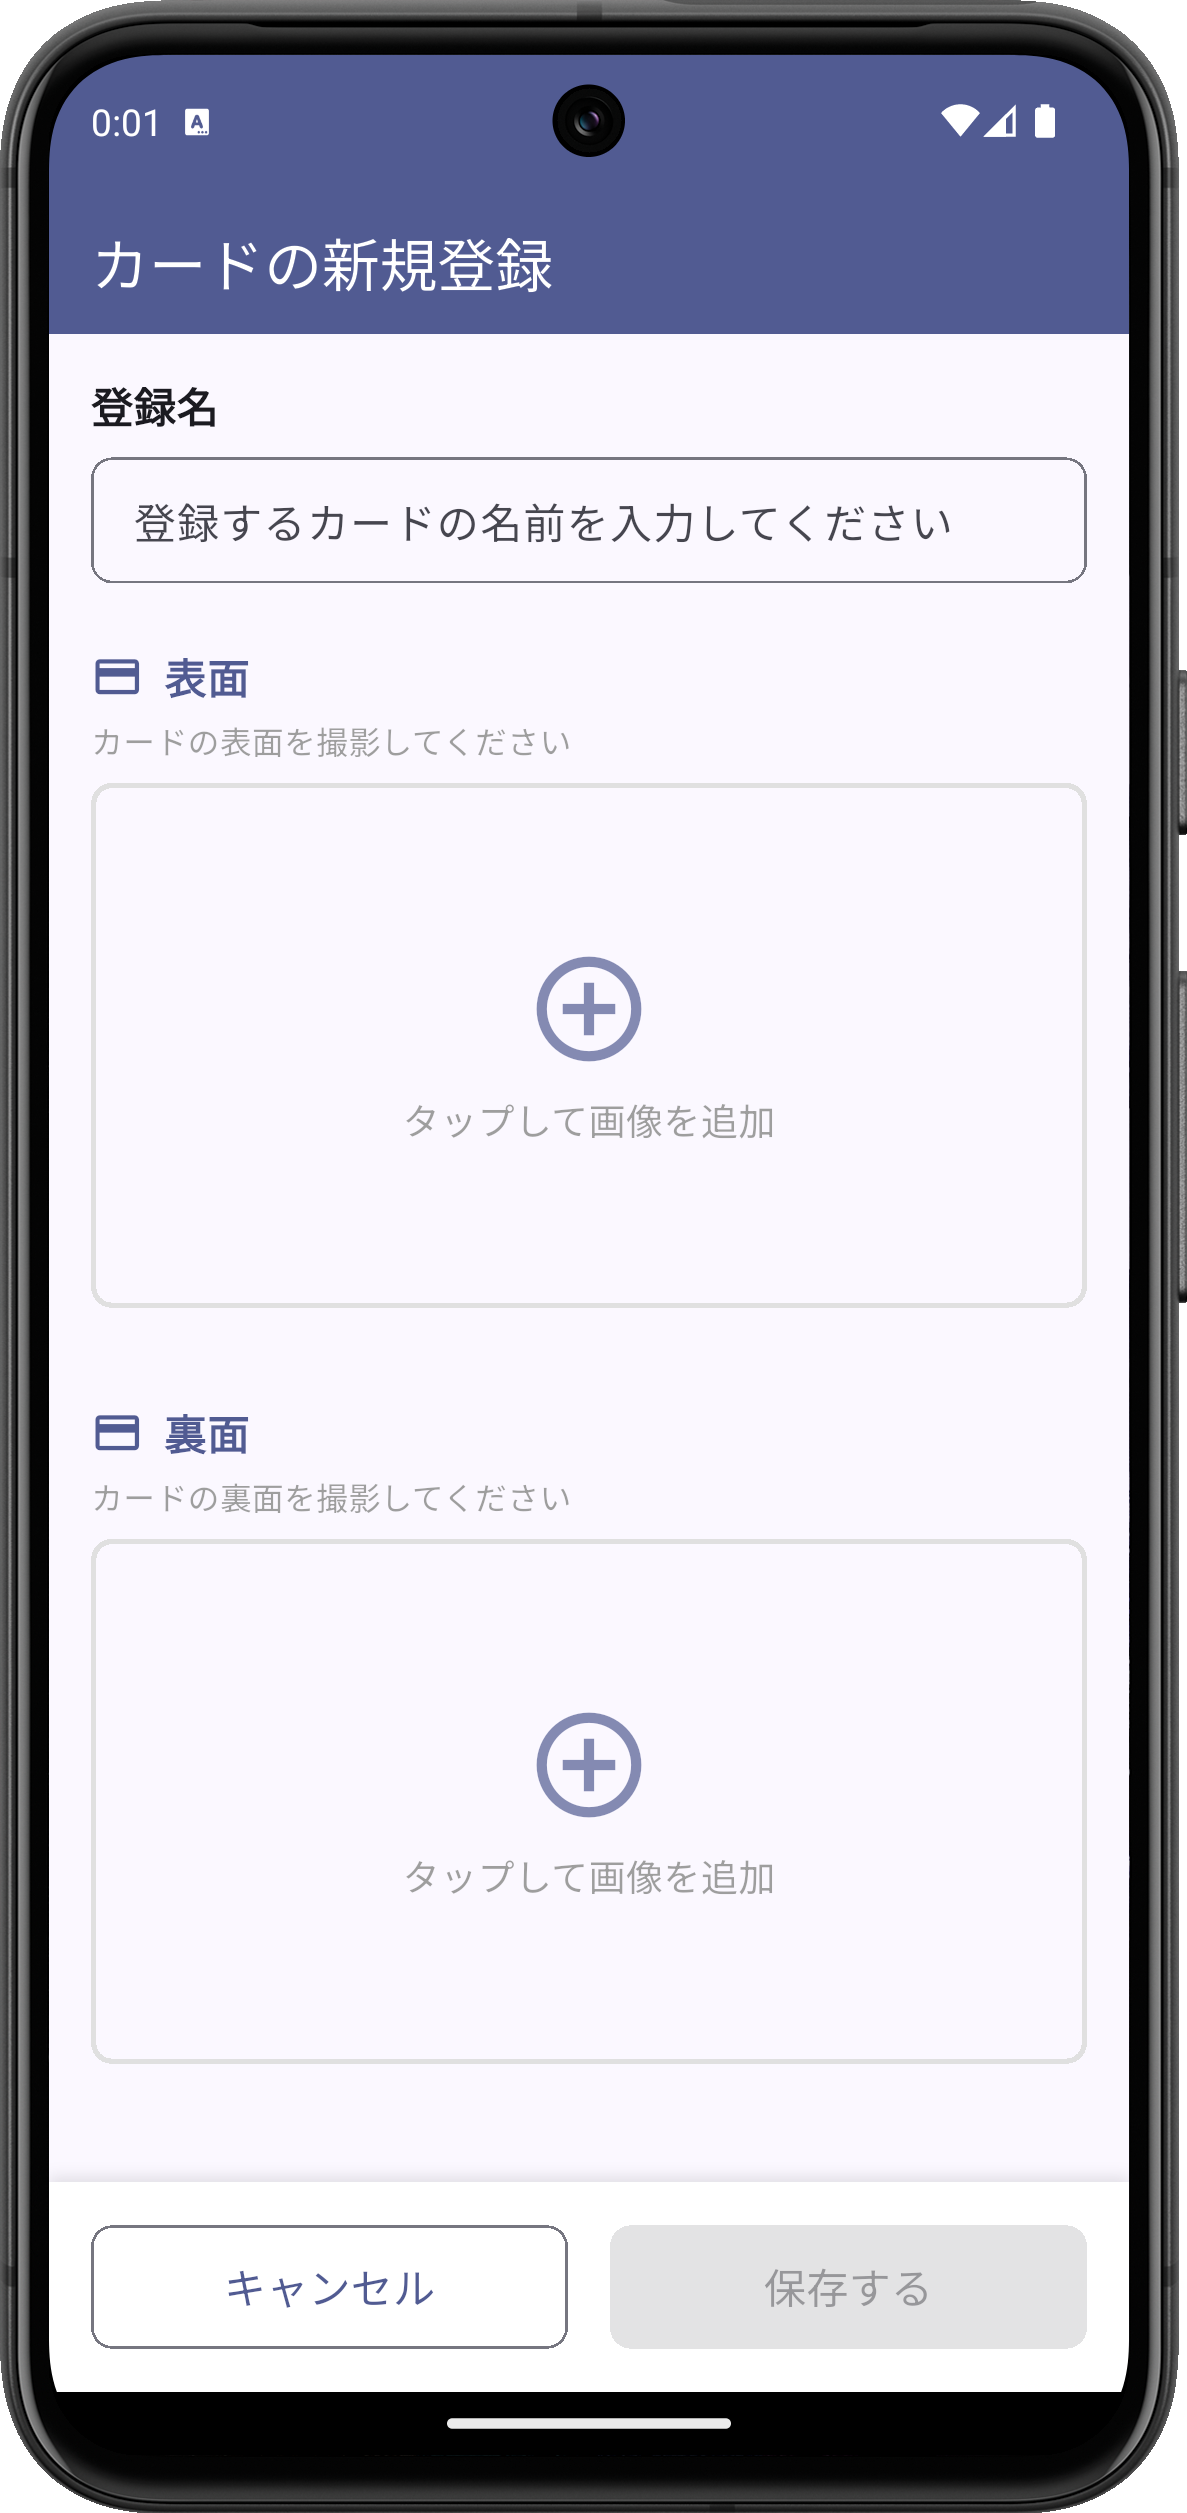 0:01
カードの新規登録
登録名
登録するカードの名前を入力してください
表面
カードの表面を撮影してください
タップして画像を追加
裏面
カードの裏面を撮影してください
タップして画像を追加
キャンセル
保存する